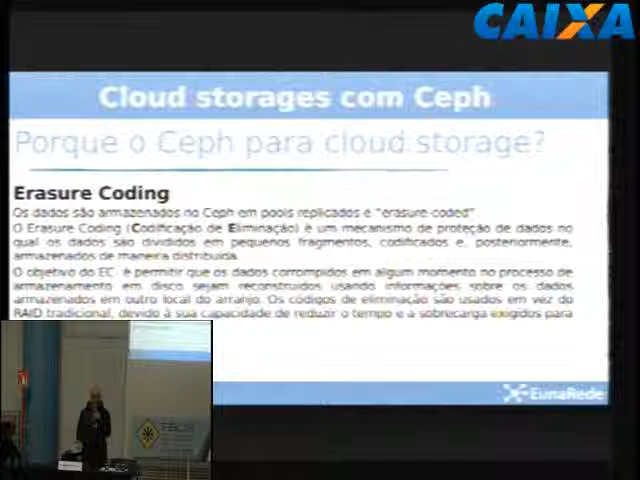 CAIXA
Cloud storages com Ceph
Porque o Ceph para cloud storage?
Erasure Coding
Os dados são armazenados no Ceph em pools replicados e "erasure-coded".
O Erasure Coding (Codificação de Eliminação) é um mecanismo de proteção de dados no
qual os dados são divididos em pequenos fragmentos, codificados e, posteriormente,
armazenados de maneira distribuída.
O objetivo do EC é permitir que os dados corrompidos em algum momento no processo de
armazenamento em disco sejam reconstruídos usando informações sobre os dados
armazenados em outro local do arranjo. Os códigos de eliminação são usados em vez do
RAID tradicional, devido à sua capacidade de reduzir o tempo e a sobrecarga exigidos para
EunaRede